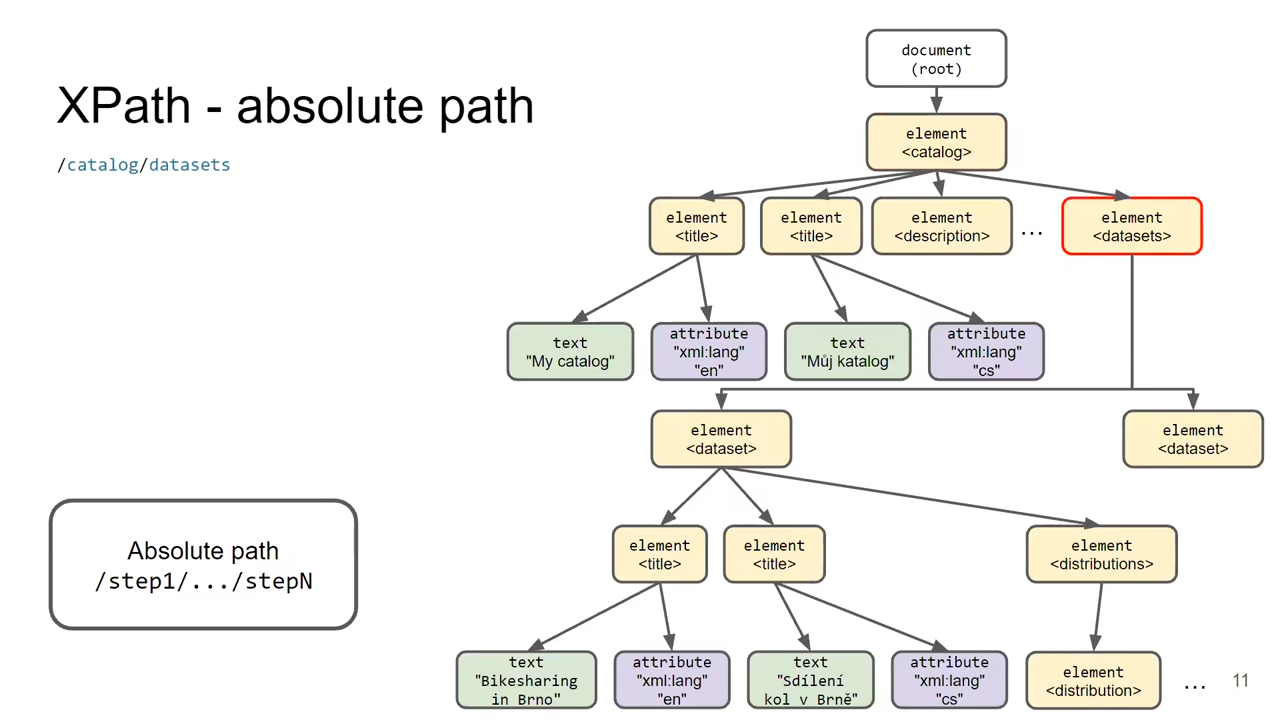 XPath - absolute path
/catalog/datasets
document
(root)
element
<catalog>
element
<title>
element
<title>
element
<description>
...
element
<datasets>
text
"My catalog"
attribute
"xml:lang"
"en"
text
"Můj katalog"
attribute
"xml:lang"
"cs"
element
<dataset>
element
<dataset>
Absolute path
/step1/.../stepN
element
<title>
element
<title>
element
<distributions>
text
"Bikesharing
in Brno"
attribute
"xml:lang"
"en"
text
"Sdílení
kol v Brně"
attribute
"xml:lang"
"cs"
element
<distribution>
...
11